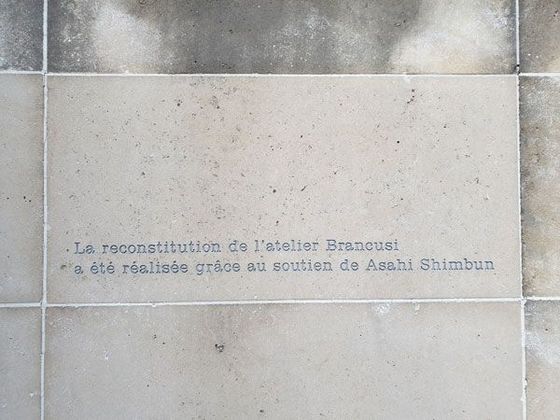 La reconstitution de l'atelier Brancusi
a été réalisée grâce au soutien de Asahi Shimbun